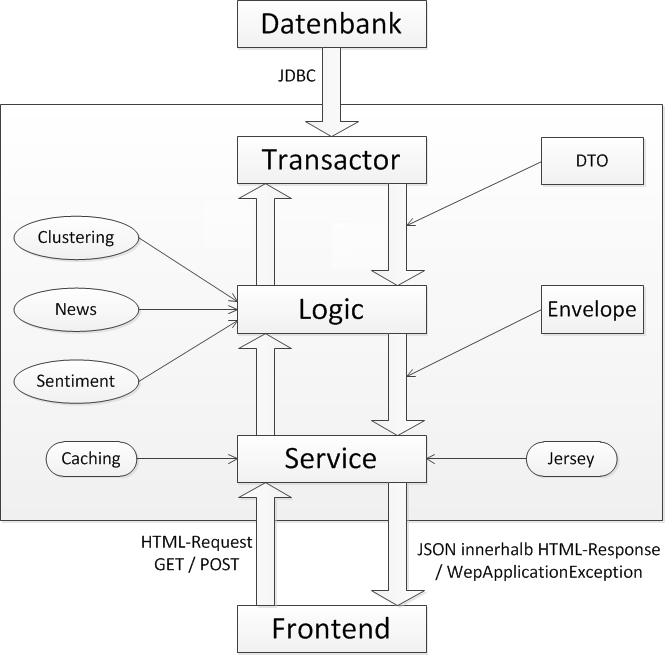 Datenbank
JDBC
Transactor
DTO
Clustering
News
Logic
Envelope
Sentiment
Caching
Service
Jersey
HTML-Request
GET / POST
JSON innerhalb HTML-Response
/ WepApplicationException
Frontend